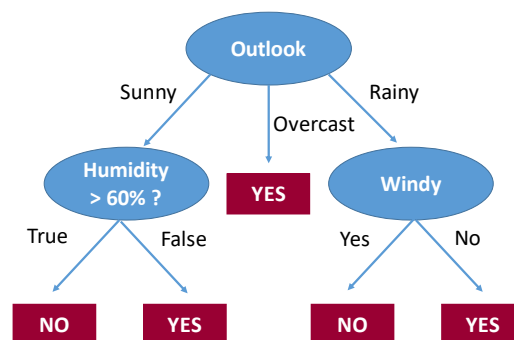 Outlook
Sunny
Rainy
Overcast
Humidity
> 60% ?
YES
Windy
True
False
Yes
No
NO
YES
NO
YES